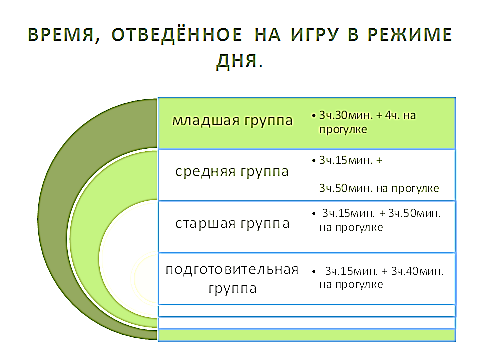 ВРЕМЯ, ОТВЕДЁННОЕ НА ИГРУ В РЕЖИМЕ
ДНЯ.
младшая группа
• 3ч.30мин. + 4ч. на
прогулке
средняя группа
• 3ч.15мин. +
3ч.50мин. на прогулке
старшая группа
• 3ч.15мин. + 3ч.50мин.
на прогулке
подготовительная
группа
• 3ч.15мин. + 3ч.40мин.
на прогулке